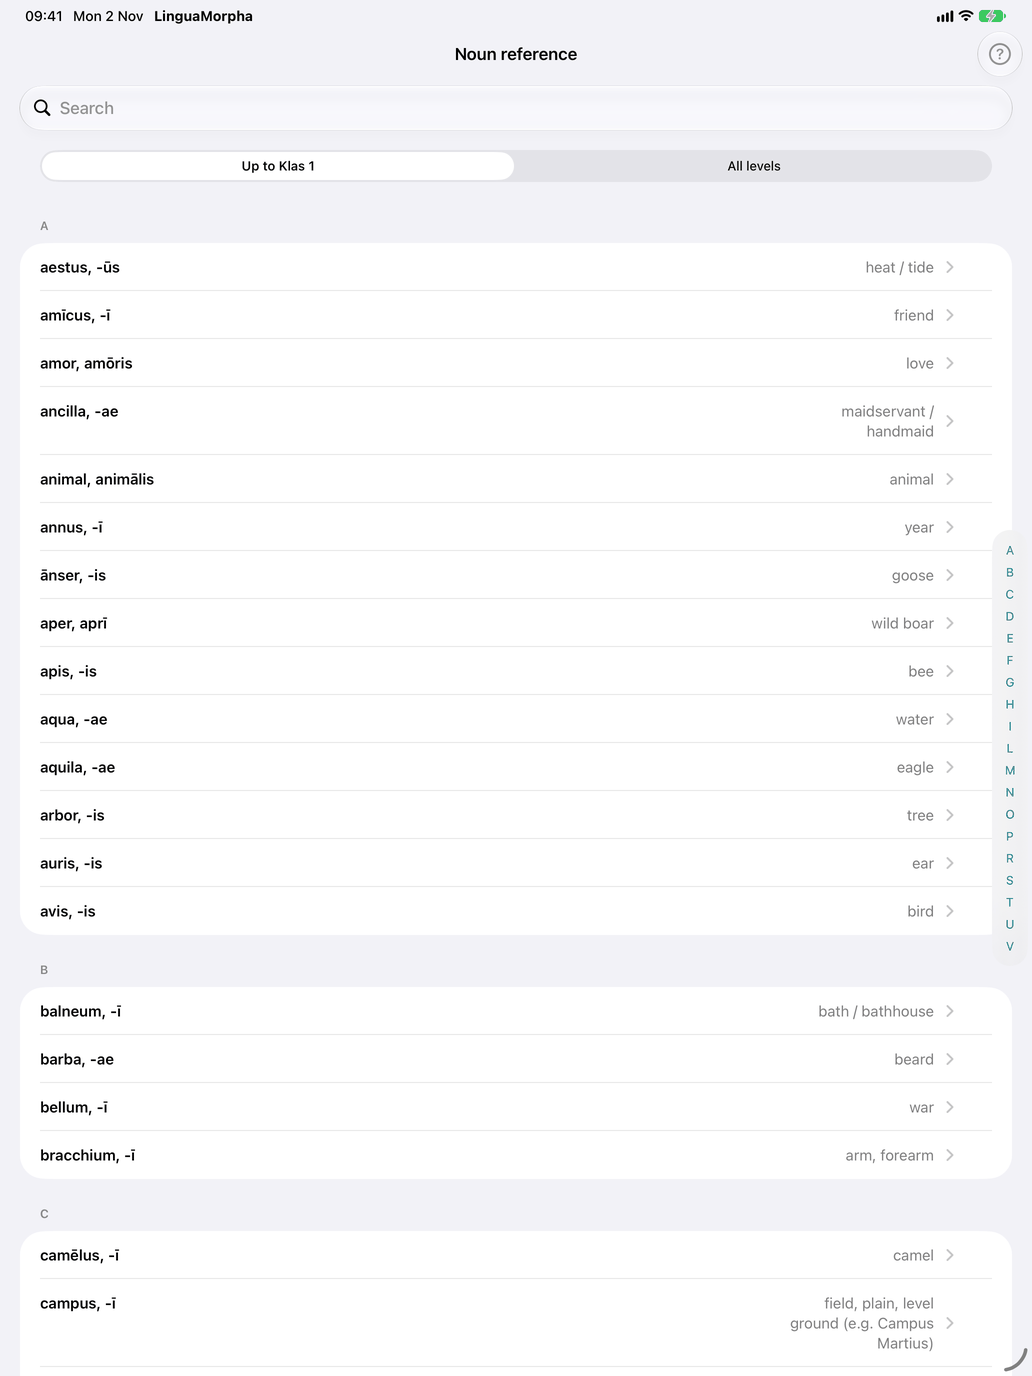 09:41 Mon 2 Nov LinguaMorpha
Noun reference
?
Search
Up to Klas 1
All levels
A
aestus, -ūs heat / tide
amīcus, -ī friend
amor, amōris love
ancilla, -ae maidservant /
handmaid
animal, animālis animal
annus, -ī year
ānser, -is goose
aper, aprī wild boar
apis, -is bee
aqua, -ae water
aquila, -ae eagle
arbor, -is tree
auris, -is ear
avis, -is bird
B
balneum, -ī bath / bathhouse
barba, -ae beard
bellum, -ī war
bracchium, -ī arm, forearm
C
camēlus, -ī camel
campus, -ī field, plain, level
ground (e.g. Campus
Martius)
A
B
C
D
E
F
G
H
I
L
M
N
O
P
R
S
T
U
V